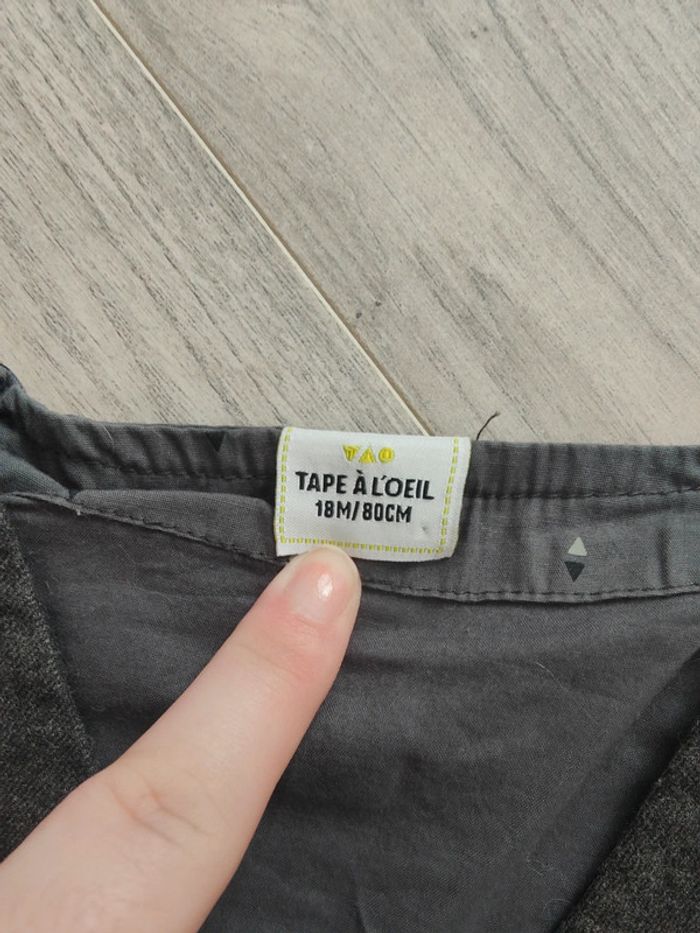 TAO
TAPE À L'OEIL
18M/80CM